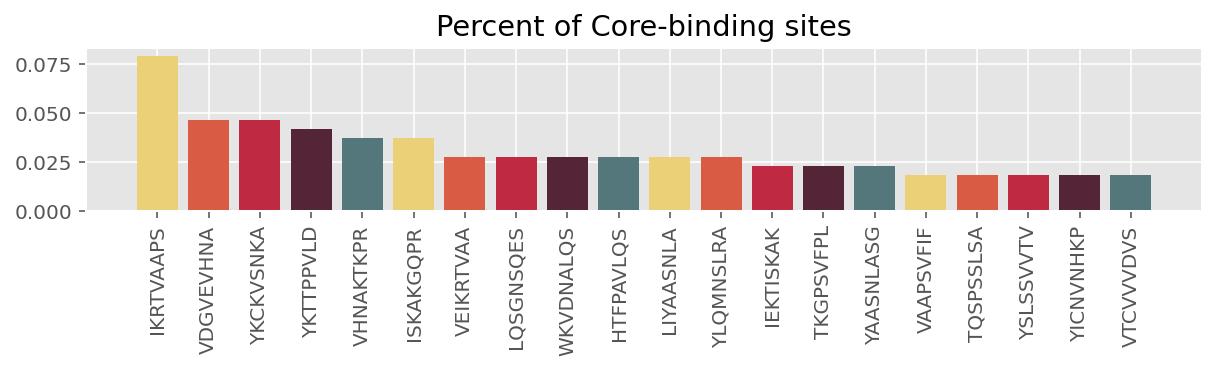 Percent of Core-binding sites
0.075
0.050
0.025
0.000
IKRTVAAPS
VDGVEVHNA
YKCKVSNKA
YKTTPPVLD
VHNAKTKPR
ISKAKGQPR
VEIKRTVAA
LQSGNSQES
WKVDNALQS
HTFPAVLQS
LIYAASNLA
YLQMNSLRA
IEKTISKAK
TKGPSVFPL
YAASNLASG
VAAPSVFIF
TQSPSSLSA
YSLSSVVTV
YICNVNHKP
VTCVVVDVS